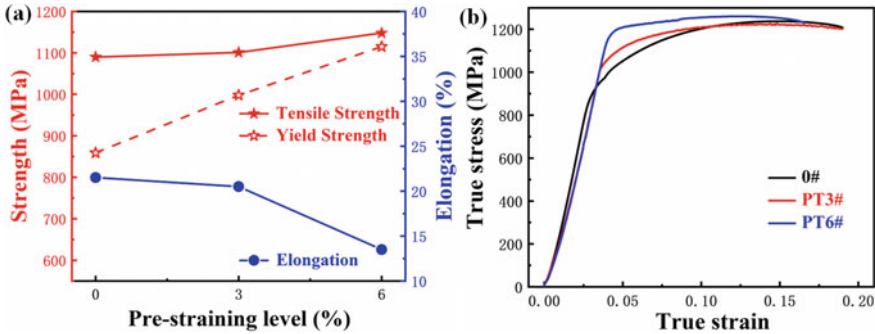 (a)
1200
1100
1000
900
800
700
600
Strength (MPa)
Tensile Strength
Yield Strength
Elongation
40
35
30
25
20
15
10
Elongation (%)
0
3
6
Pre-straining level (%)
(b)
1200
1000
800
600
400
200
0
True stress (MPa)
0#
PT3#
PT6#
0.00
0.05
0.10
0.15
0.20
True strain